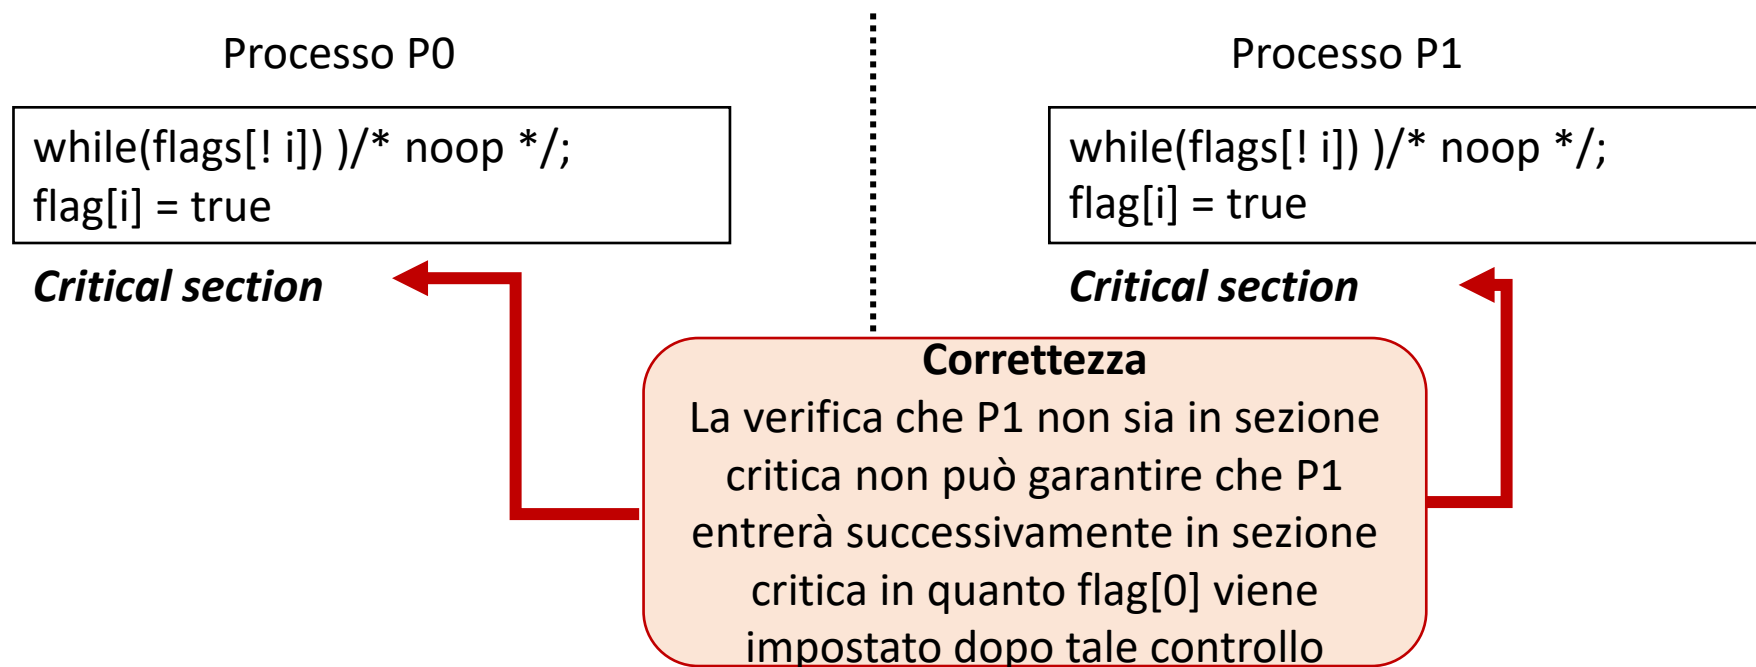 Processo P0
while(flags[! i]) )/* noop */;
flag[i] = true
Critical section
Processo P1
while(flags[! i]) )/* noop */;
flag[i] = true
Critical section
Correttezza
La verifica che P1 non sia in sezione
critica non può garantire che P1
entrerà successivamente in sezione
critica in quanto flag[0] viene
impostato dopo tale controllo